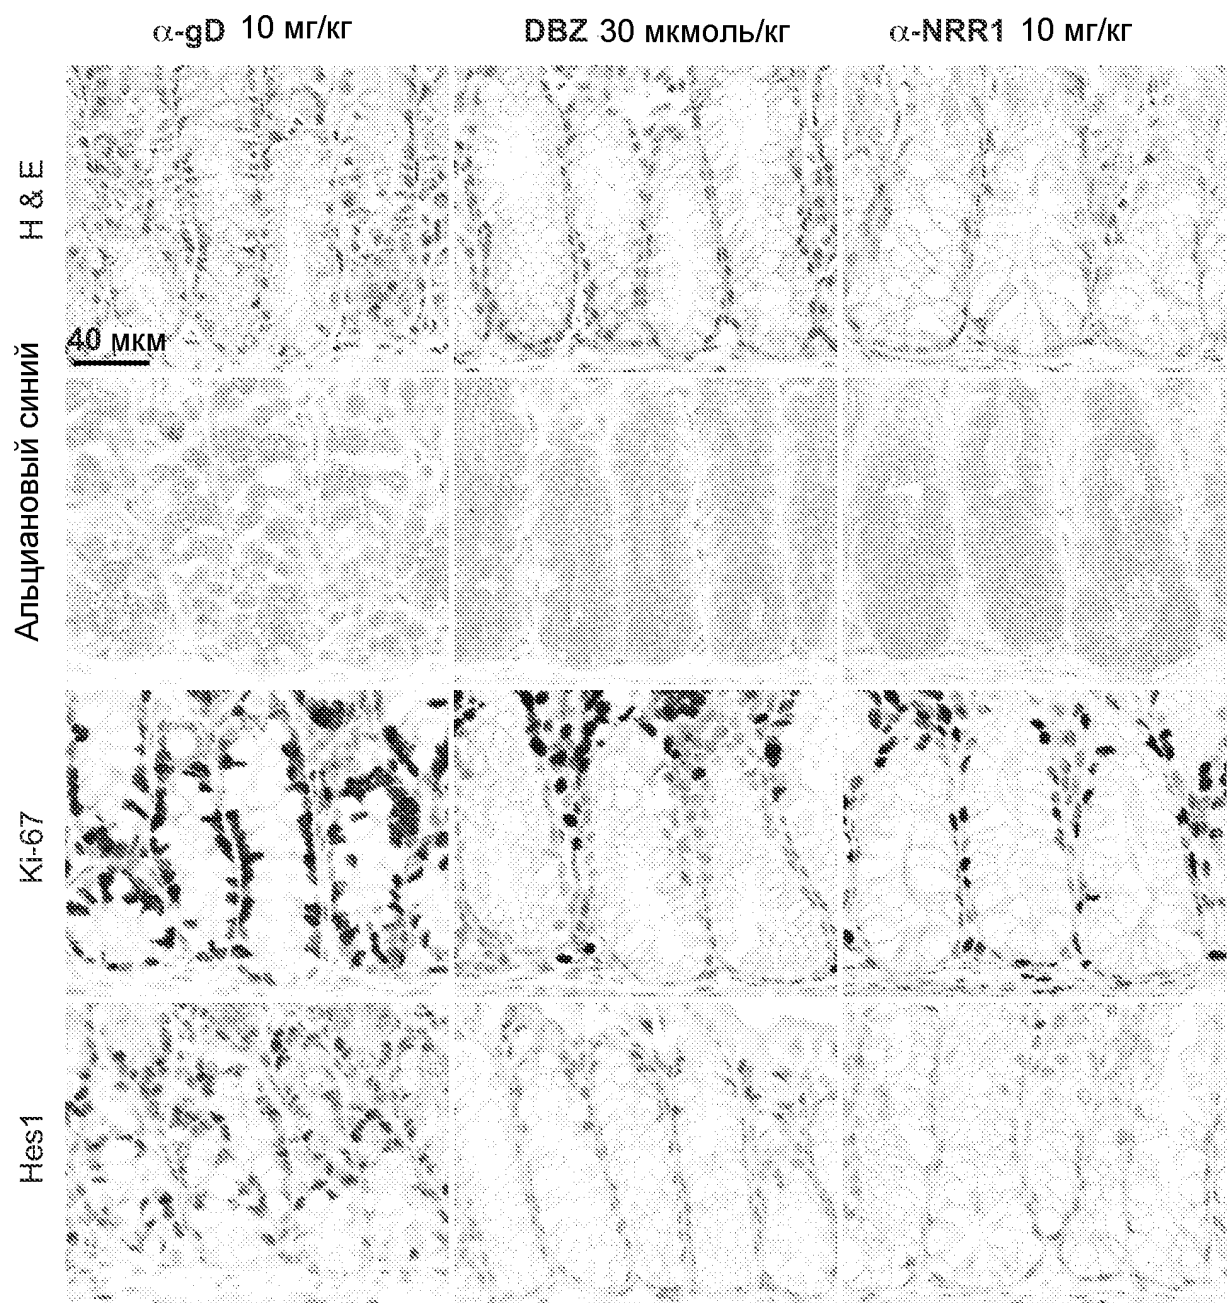 α-gD 10 мг/кг
DBZ 30 мкмоль/кг
α-NRR1 10 мг/кг
H & E
40 мкм
Альциановый синий
Ki-67
Hes1